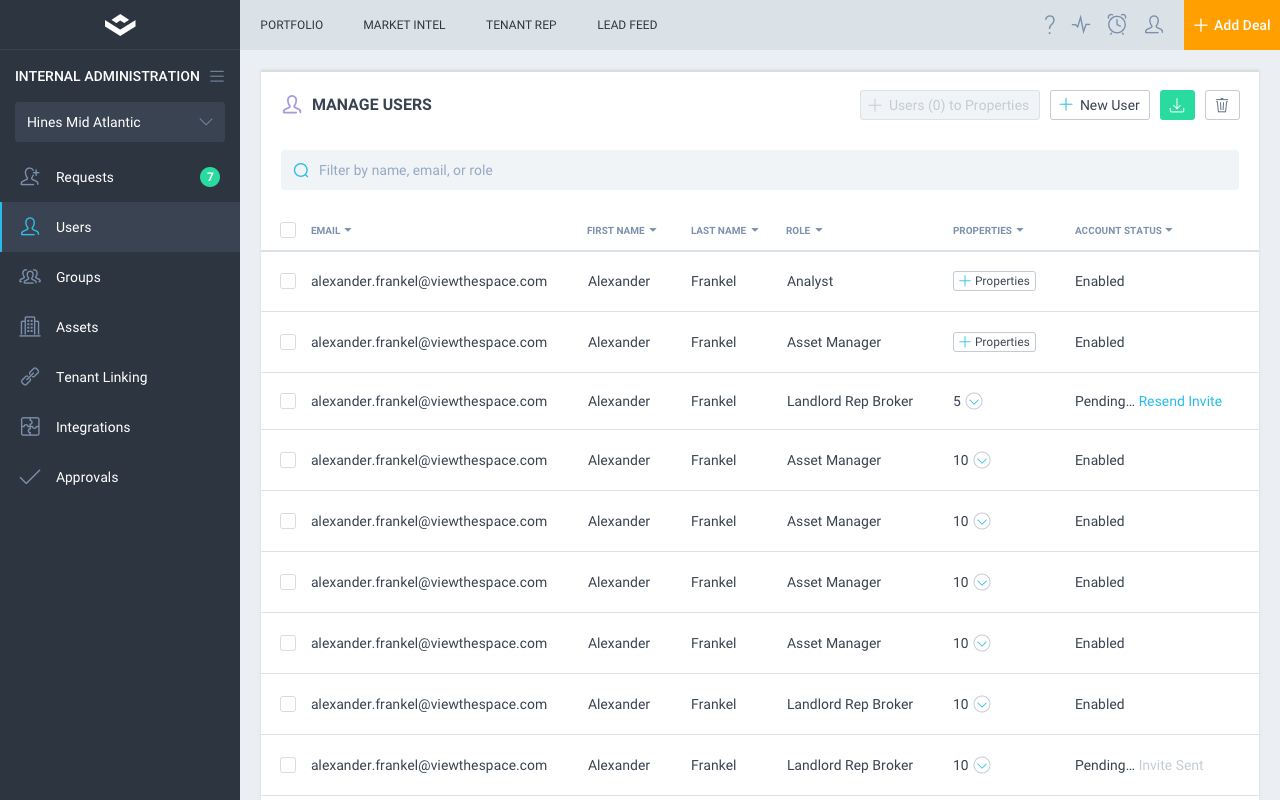 PORTFOLIO MARKET INTEL TENANT REP LEAD FEED Add Deal
INTERNAL ADMINISTRATION
Hines Mid Atlantic
Requests 7
Users
Groups
Assets
Tenant Linking
Integrations
Approvals
MANAGE USERS Users (0) to Properties New User
Filter by name, email, or role
EMAIL FIRST NAME LAST NAME ROLE PROPERTIES ACCOUNT STATUS
alexander.frankel@viewthespace.com Alexander Frankel Analyst Properties Enabled
alexander.frankel@viewthespace.com Alexander Frankel Asset Manager Properties Enabled
alexander.frankel@viewthespace.com Alexander Frankel Landlord Rep Broker 5 Pending... Resend Invite
alexander.frankel@viewthespace.com Alexander Frankel Asset Manager 10 Enabled
alexander.frankel@viewthespace.com Alexander Frankel Asset Manager 10 Enabled
alexander.frankel@viewthespace.com Alexander Frankel Asset Manager 10 Enabled
alexander.frankel@viewthespace.com Alexander Frankel Asset Manager 10 Enabled
alexander.frankel@viewthespace.com Alexander Frankel Landlord Rep Broker 10 Enabled
alexander.frankel@viewthespace.com Alexander Frankel Landlord Rep Broker 10 Pending... Invite Sent